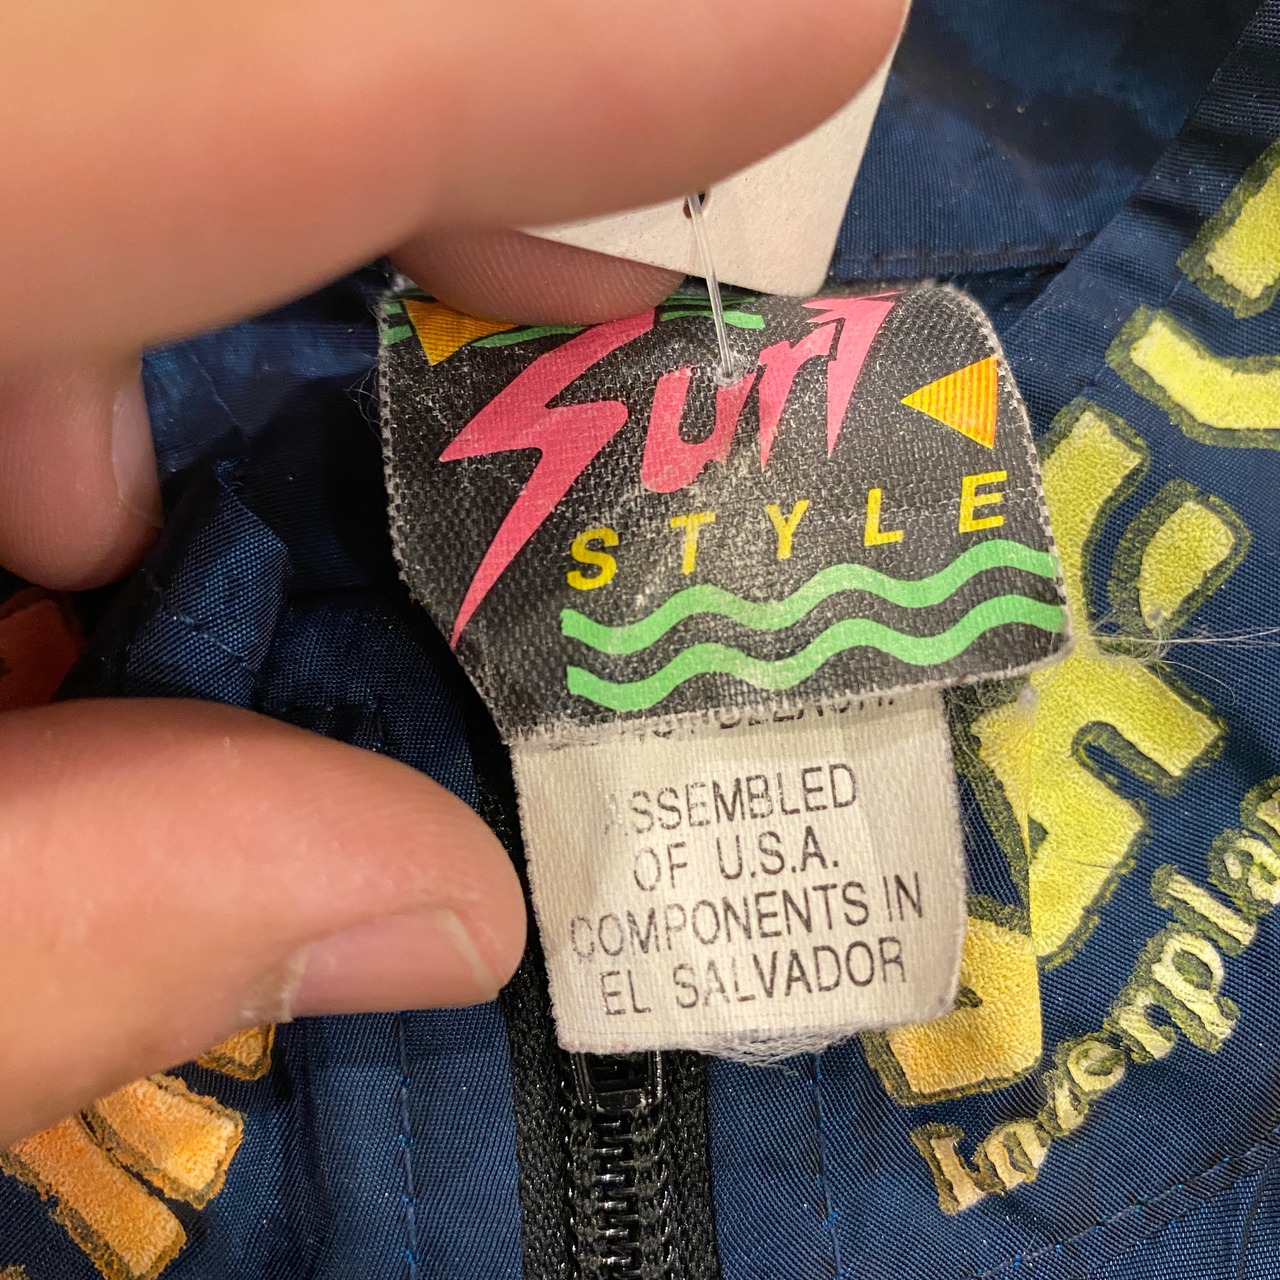 Surf
STYLE
ASSEMBLED
OF U.S.A.
COMPONENTS IN
EL SALVADOR